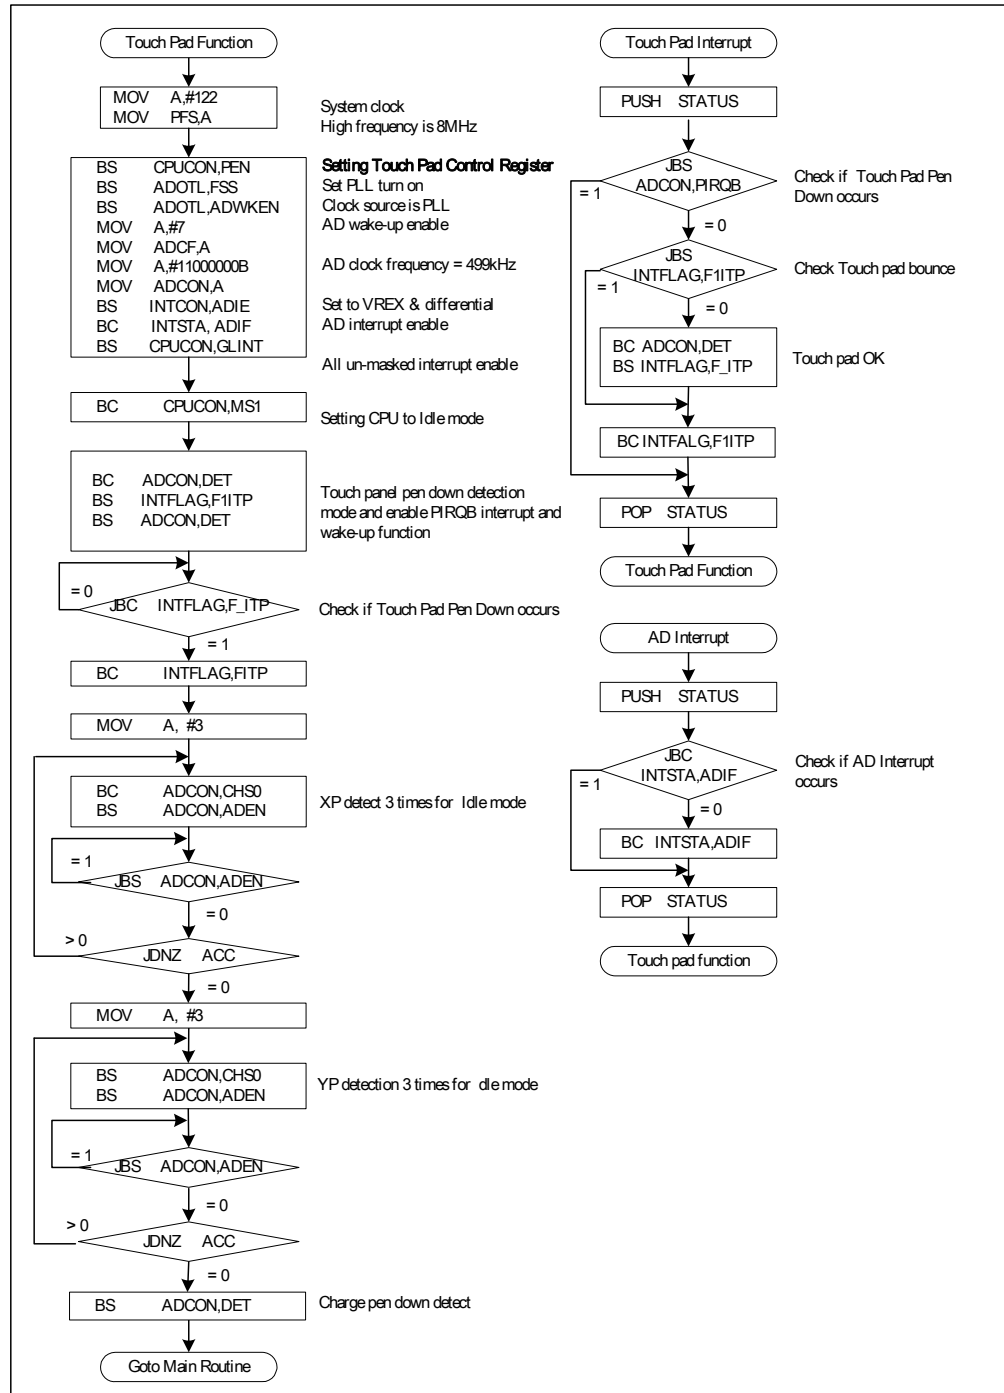 Touch Pad Function
MOV A,#122
MOV PFS,A
System clock
High frequency is 8MHz
BS CPUCON,PEN
BS ADOTL,FSS
BS ADOTL,ADWKEN
MOV A,#7
MOV ADCF,A
MOV A,#11000000B
MOV ADCON,A
BS INTCON,ADIE
BC INTSTA, ADIF
BS CPUCON,GLINT
Setting Touch Pad Control Register
Set PLL turn on
Clock source is PLL
AD wake-up enable
AD clock frequency = 499kHz
Set to VREX & differential
AD interrupt enable
All un-masked interrupt enable
BC CPUCON,MS1
Setting CPU to Idle mode
BC ADCON,DET
BS INTFLAG,F1ITP
BS ADCON,DET
Touch panel pen down detection
mode and enable PIRQB interrupt and
wake-up function
= 0
JBC INTFLAG,F_ITP
Check if Touch Pad Pen Down occurs
= 1
BC INTFLAG,FITP
MOV A, #3
BC ADCON,CHS0
BS ADCON,ADEN
XP detect 3 times for Idle mode
= 1
JBS ADCON,ADEN
= 0
> 0
JDNZ ACC
= 0
MOV A, #3
BS ADCON,CHS0
BS ADCON,ADEN
YP detection 3 times for dle mode
= 1
JBS ADCON,ADEN
= 0
> 0
JDNZ ACC
= 0
BS ADCON,DET
Charge pen down detect
Goto Main Routine
Touch Pad Interrupt
PUSH STATUS
JBS
ADCON,PIRQB
Check if Touch Pad Pen
Down occurs
= 1
= 0
JBS
INTFLAG,F1ITP
Check Touch pad bounce
= 1
= 0
BC ADCON,DET
BS INTFLAG,F_ITP
Touch pad OK
BC INTFALG,F1ITP
POP STATUS
Touch Pad Function
AD Interrupt
PUSH STATUS
JBC
INTSTA,ADIF
Check if AD Interrupt
occurs
= 1
= 0
BC INTSTA,ADIF
POP STATUS
Touch pad function